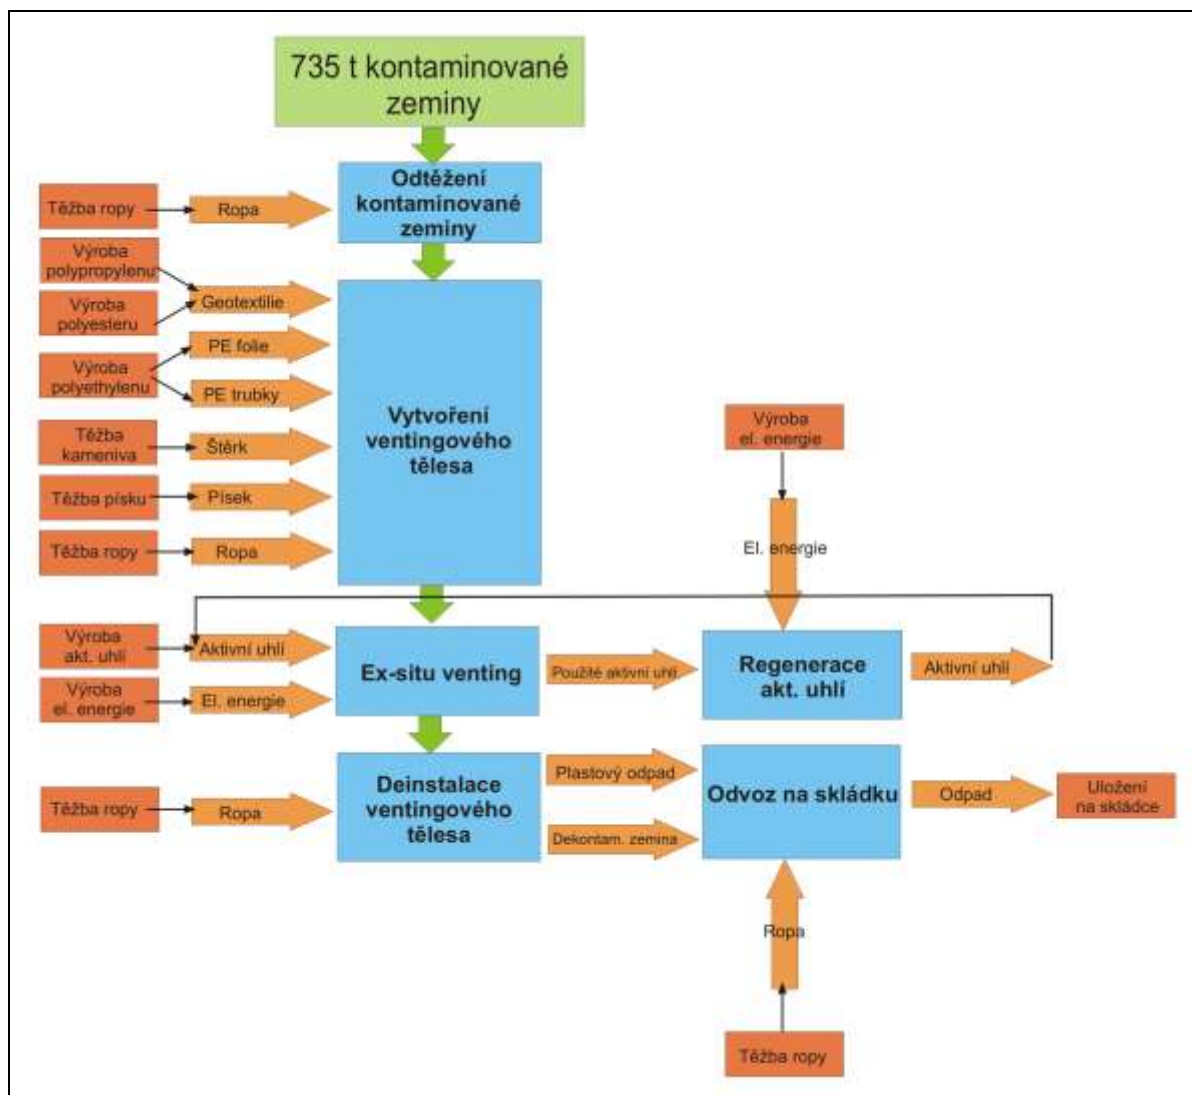 735 t kontaminované
zeminy
Odtěžení
kontaminované
zeminy
Těžba ropy
Ropa
Výroba
polypropylenu
Geotextilie
Výroba
polyesteru
PE folie
Výroba
polyethylenu
PE trubky
Vytvoření
ventingového
tělesa
Těžba
kameniva
Štěrk
Těžba písku
Písek
Těžba ropy
Ropa
Výroba
el. energie
El. energie
Výroba
akt. uhlí
Aktivní uhlí
Ex-situ venting
Použité aktivní uhlí
Regenerace
akt. uhlí
Aktivní uhlí
Výroba
el. energie
El. energie
Těžba ropy
Ropa
Deinstalace
ventingového
tělesa
Plastový odpad
Dekontam. zemina
Odvoz na skládku
Odpad
Uložení
na skládce
Ropa
Těžba ropy